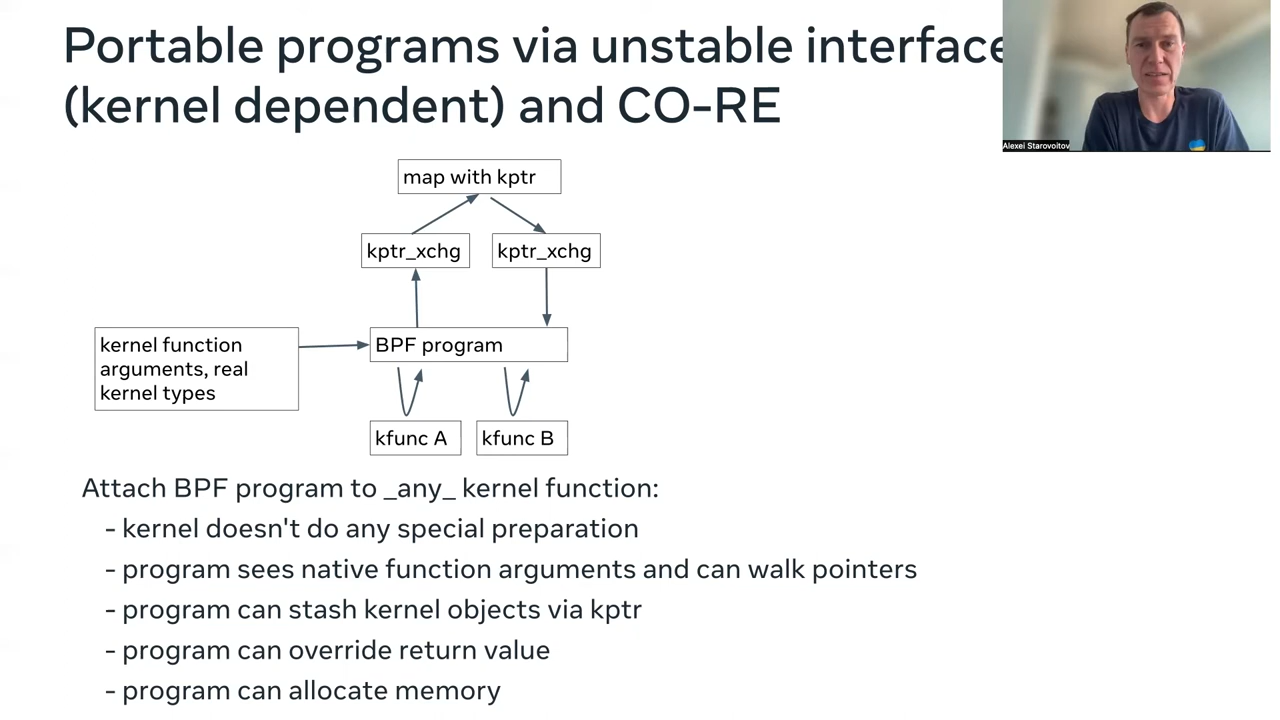 Portable programs via unstable interface
(kernel dependent) and CO-RE
Alexei Starovoitov
map with kptr
kptr_xchg
kptr_xchg
kernel function
arguments, real
kernel types
BPF program
kfunc A
kfunc B
Attach BPF program to _any_ kernel function:
- kernel doesn't do any special preparation
- program sees native function arguments and can walk pointers
- program can stash kernel objects via kptr
- program can override return value
- program can allocate memory